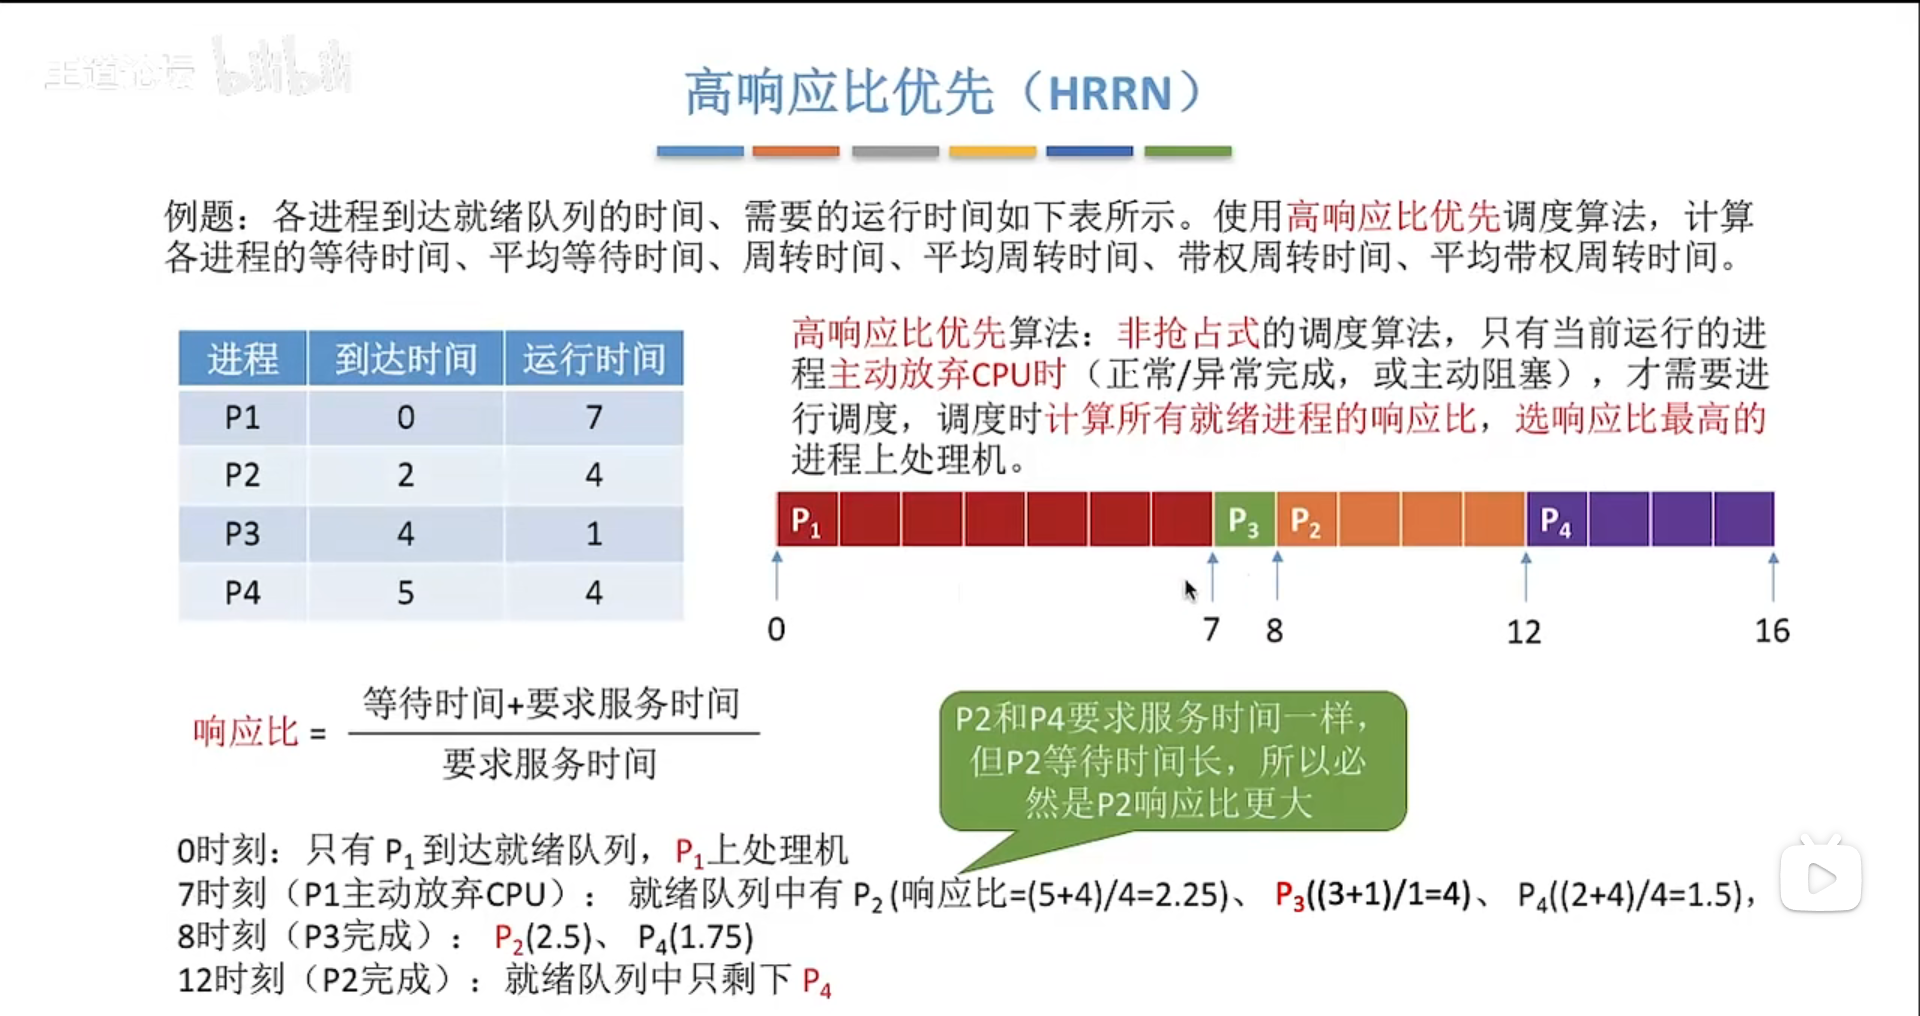 王道论坛 bilibili
高响应比优先（HRRN）
例题：各进程到达就绪队列的时间、需要的运行时间如下表所示。使用高响应比优先调度算法，计算
各进程的等待时间、平均等待时间、周转时间、平均周转时间、带权周转时间、平均带权周转时间。
进程 到达时间 运行时间
P1 0 7
P2 2 4
P3 4 1
P4 5 4
高响应比优先算法：非抢占式的调度算法，只有当前运行的进
程主动放弃CPU时（正常/异常完成，或主动阻塞），才需要进
行调度，调度时计算所有就绪进程的响应比，选响应比最高的
进程上处理机。
P1 P3 P2 P4
0 7 8 12 16
响应比 = 等待时间+要求服务时间
要求服务时间
P2和P4要求服务时间一样，
但P2等待时间长，所以必
然是P2响应比更大
0时刻：只有 P1 到达就绪队列，P1上处理机
7时刻（P1主动放弃CPU）： 就绪队列中有 P2 (响应比=(5+4)/4=2.25)、 P3((3+1)/1=4)、 P4((2+4)/4=1.5)，
8时刻（P3完成）： P2(2.5)、 P4(1.75)
12时刻（P2完成）：就绪队列中只剩下 P4